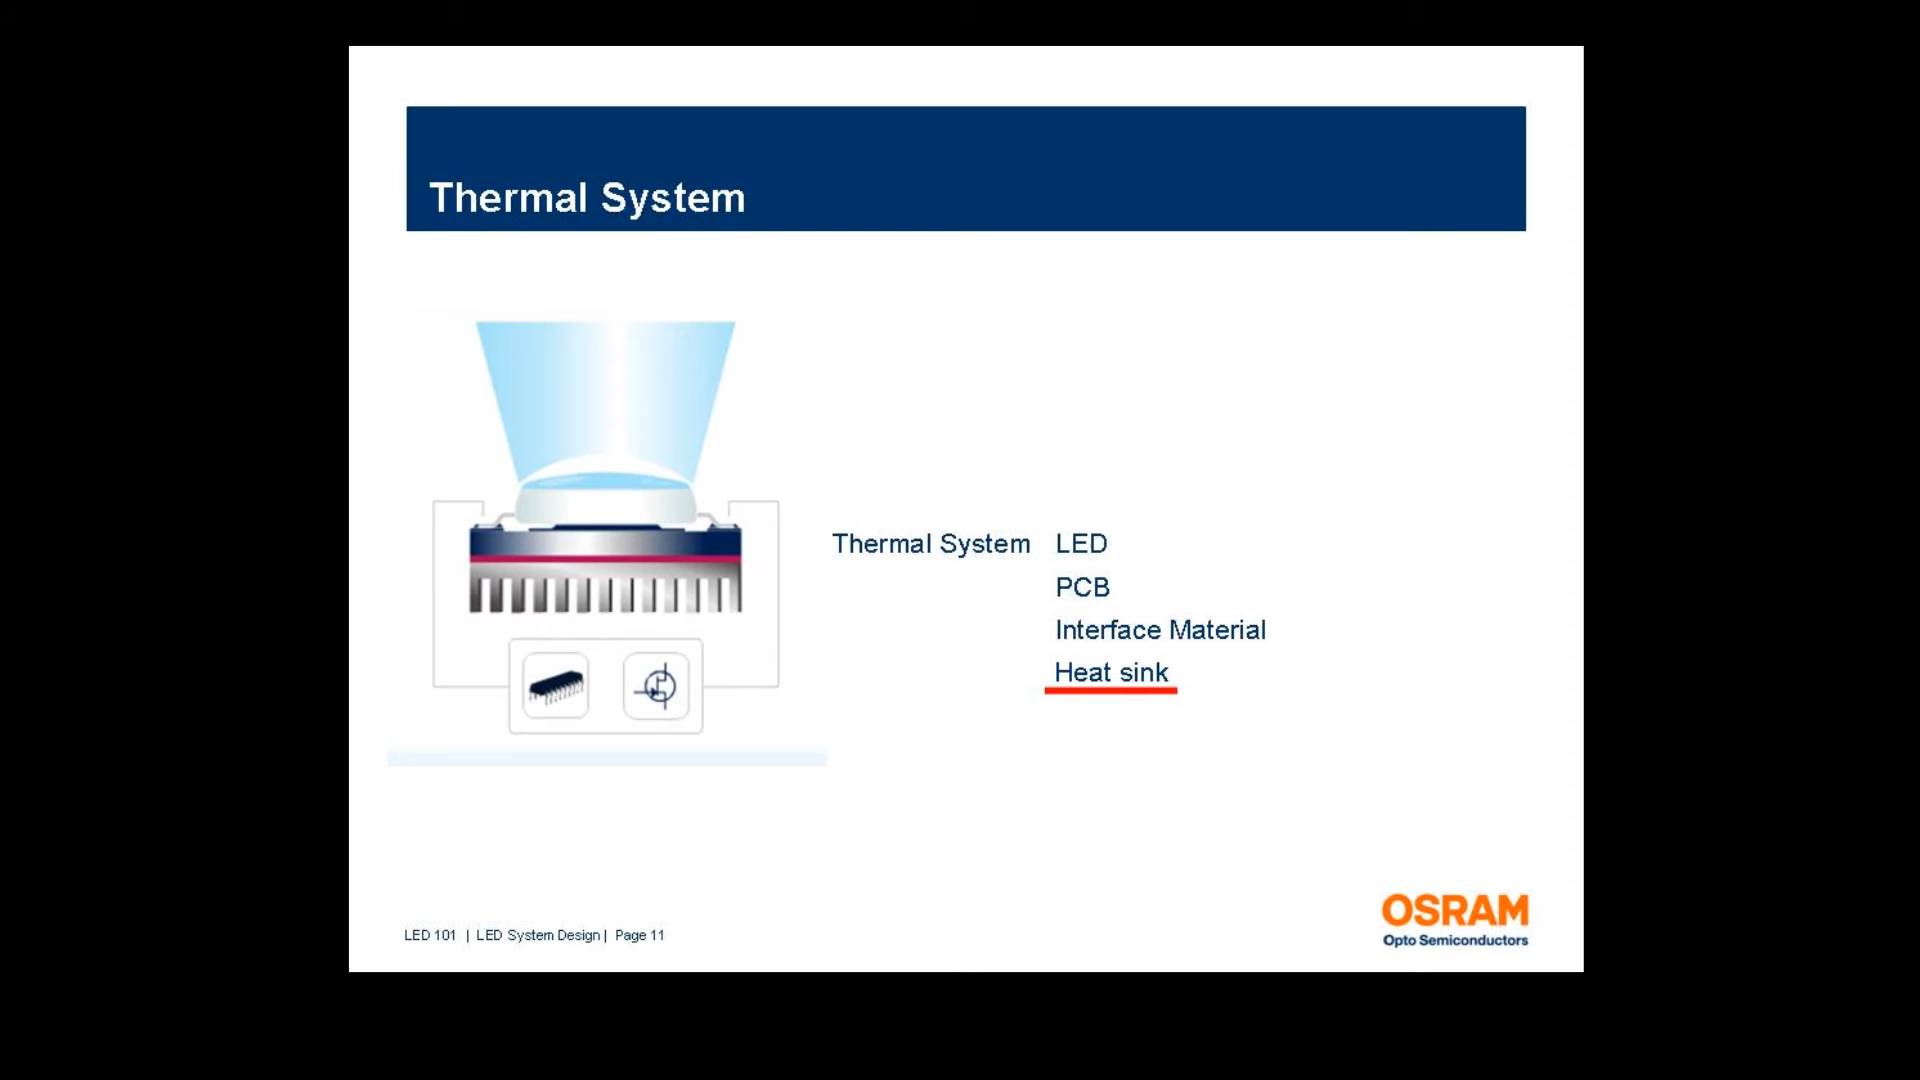 Thermal System
Thermal System LED
PCB
Interface Material
Heat sink
LED 101 | LED System Design | Page 11
OSRAM
Opto Semiconductors